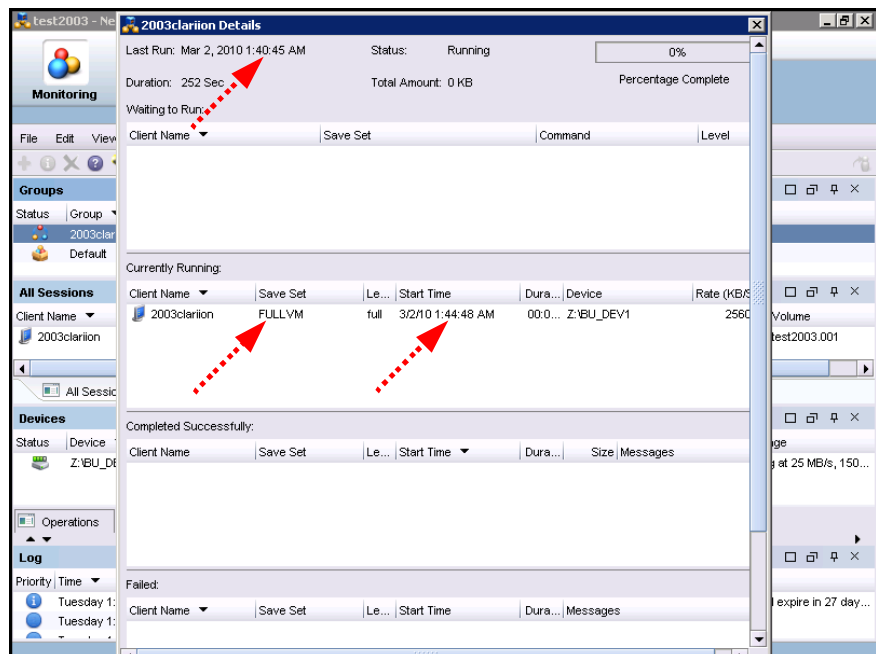 test2003 - Ne
2003clariion Details
Last Run: Mar 2, 2010 1:40:45 AM Status: Running 0%
Duration: 252 Sec Total Amount: 0 KB Percentage Complete
Monitoring
Waiting to Run:
File Edit View
Client Name Save Set Command Level
Groups
Status Group
2003clar
Default
Currently Running:
All Sessions
Client Name Save Set Le... Start Time Dura... Device Rate (KB/S
Client Name Volume
2003clariion FULLVM full 3/2/10 1:44:48 AM 00:0... Z:\BU_DEV1 2560
2003clariion test2003.001
All Sessic
Devices
Completed Successfully:
Status Device age
Client Name Save Set Le... Start Time Dura... Size Messages
Z:\BU_DE g at 25 MB/s, 150...
Operations
Log
Failed:
Priority Time
Client Name Save Set Le... Start Time Dura... Messages
Tuesday 1: l expire in 27 day...
Tuesday 1: